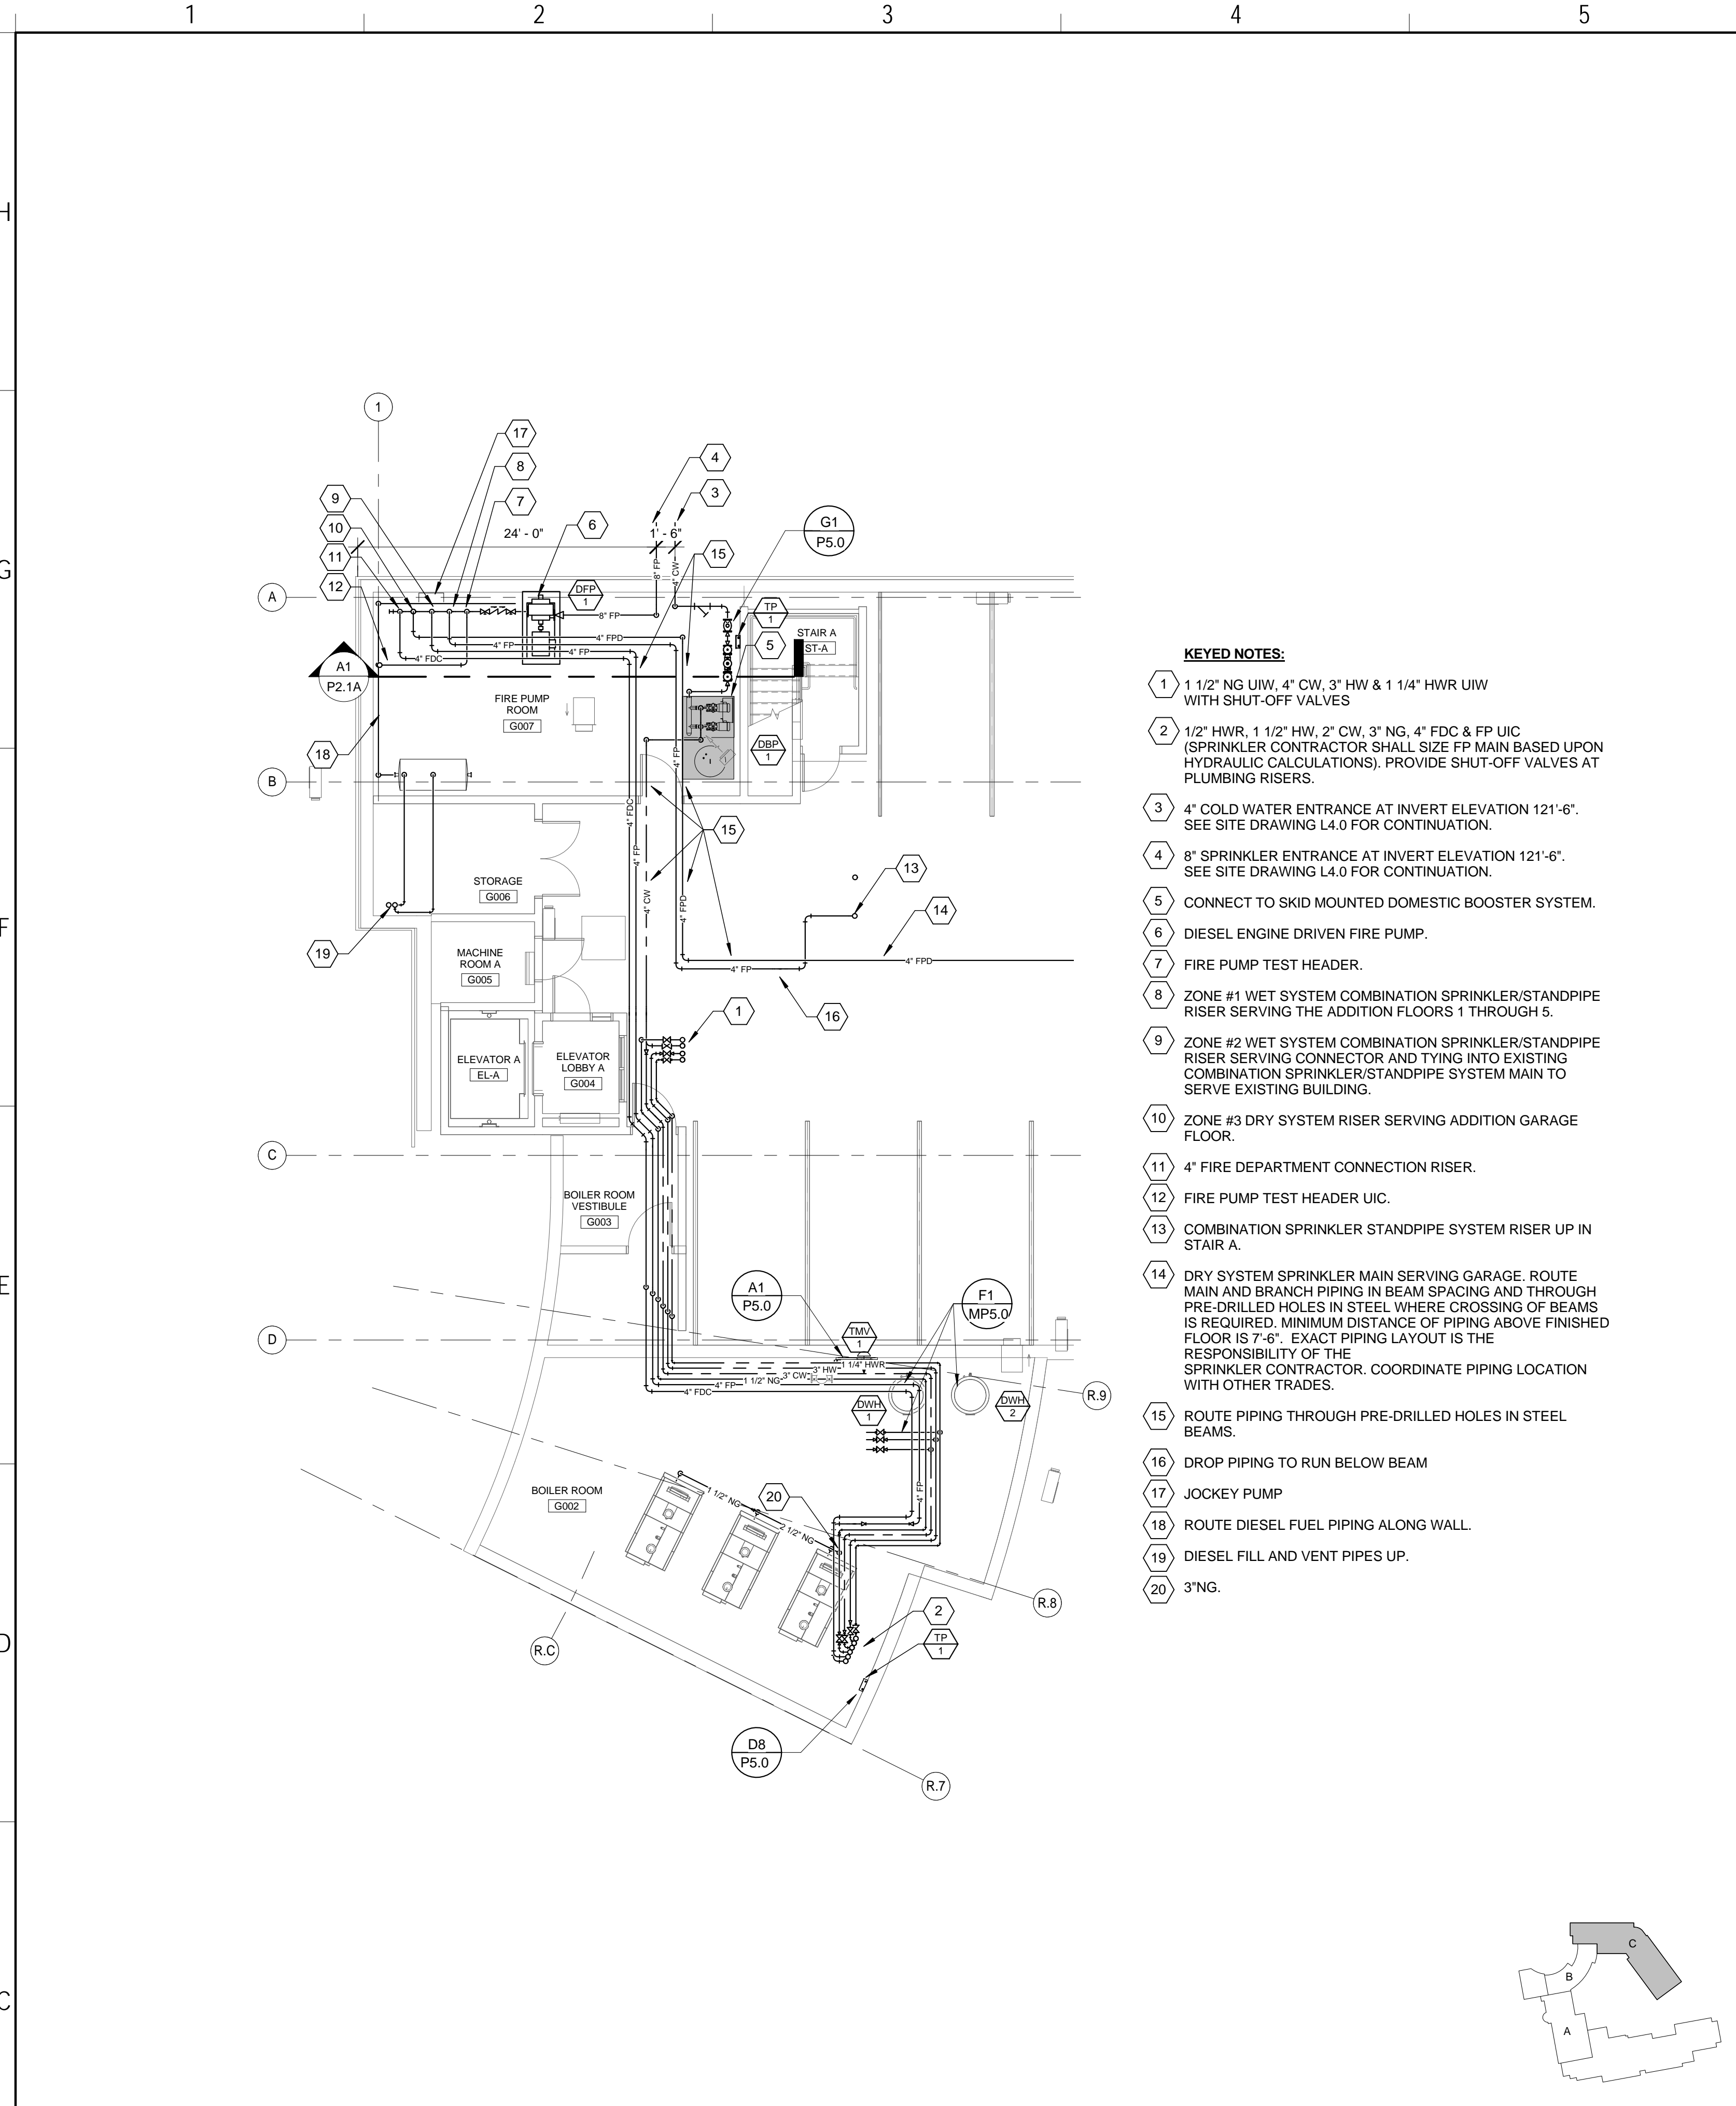 1
2
3
4
5
H
G
F
E
D
C
1
17
8
7
9
10
11
12
24' - 0"
6
4
3
1' - 6"
15
G1
P5.0
8" FP
4" CW
A
DFP
1
8" FP
TP
1
5
STAIR A
ST-A
4" FPD
4" FP
4" FP
4" FDC
A1
P2.1A
FIRE PUMP
ROOM
G007
DBP
1
18
B
4" FP
4" FDC
4" FP
15
4" CW
4" FPD
13
14
STORAGE
G006
19
MACHINE
ROOM A
G005
4" FP
4" FPD
16
1
ELEVATOR A
EL-A
ELEVATOR
LOBBY A
G004
C
BOILER ROOM
VESTIBULE
G003
A1
P5.0
F1
MP5.0
D
TMV
1
1 1/4" HWR
3" HW
3" CW
1 1/2" NG
4" FP
4" FDC
R.9
DWH
1
DWH
2
BOILER ROOM
G002
1 1/2" NG
20
2 1/2" NG
4" FP
R.8
2
TP
1
R.C
D8
P5.0
R.7
KEYED NOTES:
1 1 1/2" NG UIW, 4" CW, 3" HW & 1 1/4" HWR UIW
WITH SHUT-OFF VALVES
2 1/2" HWR, 1 1/2" HW, 2" CW, 3" NG, 4" FDC & FP UIC
(SPRINKLER CONTRACTOR SHALL SIZE FP MAIN BASED UPON
HYDRAULIC CALCULATIONS). PROVIDE SHUT-OFF VALVES AT
PLUMBING RISERS.
3 4" COLD WATER ENTRANCE AT INVERT ELEVATION 121'-6".
SEE SITE DRAWING L4.0 FOR CONTINUATION.
4 8" SPRINKLER ENTRANCE AT INVERT ELEVATION 121'-6".
SEE SITE DRAWING L4.0 FOR CONTINUATION.
5 CONNECT TO SKID MOUNTED DOMESTIC BOOSTER SYSTEM.
6 DIESEL ENGINE DRIVEN FIRE PUMP.
7 FIRE PUMP TEST HEADER.
8 ZONE #1 WET SYSTEM COMBINATION SPRINKLER/STANDPIPE
RISER SERVING THE ADDITION FLOORS 1 THROUGH 5.
9 ZONE #2 WET SYSTEM COMBINATION SPRINKLER/STANDPIPE
RISER SERVING CONNECTOR AND TYING INTO EXISTING
COMBINATION SPRINKLER/STANDPIPE SYSTEM MAIN TO
SERVE EXISTING BUILDING.
10 ZONE #3 DRY SYSTEM RISER SERVING ADDITION GARAGE
FLOOR.
11 4" FIRE DEPARTMENT CONNECTION RISER.
12 FIRE PUMP TEST HEADER UIC.
13 COMBINATION SPRINKLER STANDPIPE SYSTEM RISER UP IN
STAIR A.
14 DRY SYSTEM SPRINKLER MAIN SERVING GARAGE. ROUTE
MAIN AND BRANCH PIPING IN BEAM SPACING AND THROUGH
PRE-DRILLED HOLES IN STEEL WHERE CROSSING OF BEAMS
IS REQUIRED. MINIMUM DISTANCE OF PIPING ABOVE FINISHED
FLOOR IS 7'-6". EXACT PIPING LAYOUT IS THE
RESPONSIBILITY OF THE
SPRINKLER CONTRACTOR. COORDINATE PIPING LOCATION
WITH OTHER TRADES.
15 ROUTE PIPING THROUGH PRE-DRILLED HOLES IN STEEL
BEAMS.
16 DROP PIPING TO RUN BELOW BEAM
17 JOCKEY PUMP
18 ROUTE DIESEL FUEL PIPING ALONG WALL.
19 DIESEL FILL AND VENT PIPES UP.
20 3"NG.
C
B
A